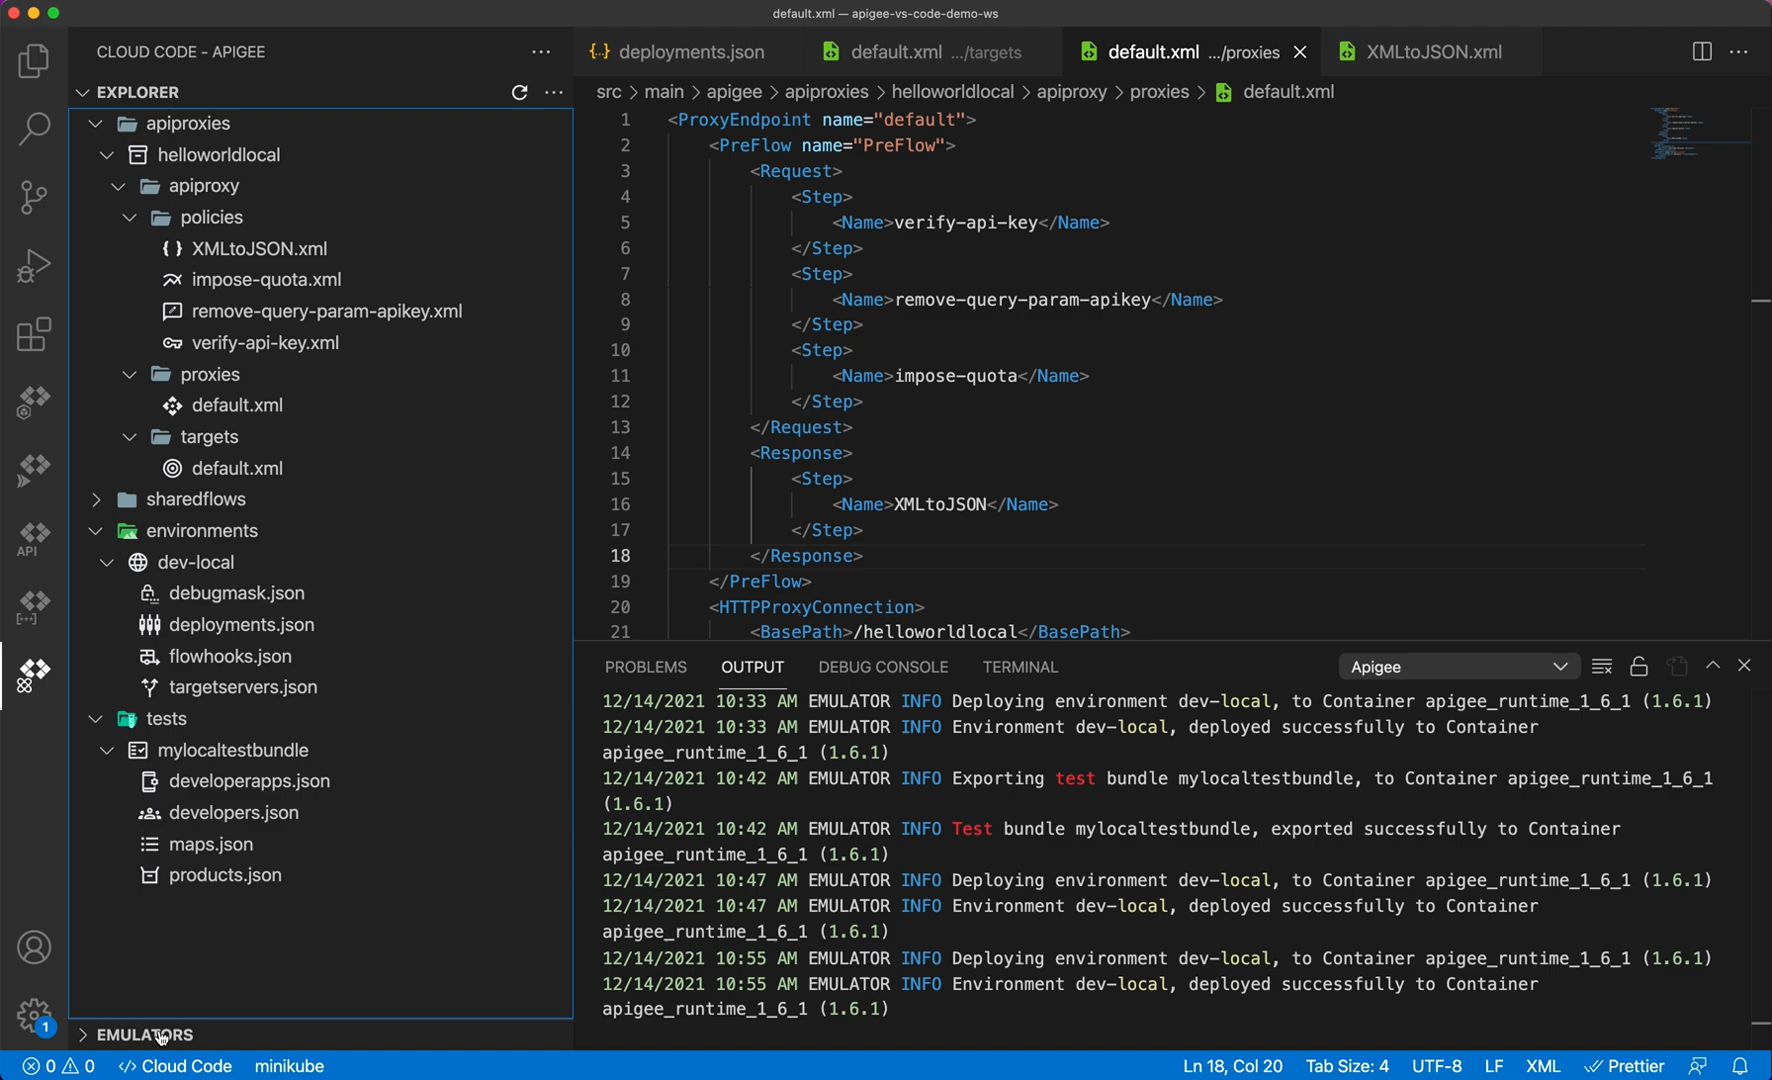 default.xml — apigee-vs-code-demo-ws
CLOUD CODE - APIGEE
EXPLORER
apiproxies
helloworldlocal
apiproxy
policies
XMLtoJSON.xml
impose-quota.xml
remove-query-param-apikey.xml
verify-api-key.xml
proxies
default.xml
targets
default.xml
sharedflows
environments
dev-local
debugmask.json
deployments.json
flowhooks.json
targetservers.json
tests
mylocaltestbundle
developerapps.json
developers.json
maps.json
products.json
EMULATORS
API
1
deployments.json default.xml .../targets default.xml .../proxies XMLtoJSON.xml
src > main > apigee > apiproxies > helloworldlocal > apiproxy > proxies > default.xml
1 <ProxyEndpoint name="default">
2 <PreFlow name="PreFlow">
3 <Request>
4 <Step>
5 <Name>verify-api-key</Name>
6 </Step>
7 <Step>
8 <Name>remove-query-param-apikey</Name>
9 </Step>
10 <Step>
11 <Name>impose-quota</Name>
12 </Step>
13 </Request>
14 <Response>
15 <Step>
16 <Name>XMLtoJSON</Name>
17 </Step>
18 </Response>
19 </PreFlow>
20 <HTTPProxyConnection>
21 <BasePath>/helloworldlocal</BasePath>
PROBLEMS OUTPUT DEBUG CONSOLE TERMINAL Apigee
12/14/2021 10:33 AM EMULATOR INFO Deploying environment dev-local, to Container apigee_runtime_1_6_1 (1.6.1)
12/14/2021 10:33 AM EMULATOR INFO Environment dev-local, deployed successfully to Container
apigee_runtime_1_6_1 (1.6.1)
12/14/2021 10:42 AM EMULATOR INFO Exporting test bundle mylocaltestbundle, to Container apigee_runtime_1_6_1
(1.6.1)
12/14/2021 10:42 AM EMULATOR INFO Test bundle mylocaltestbundle, exported successfully to Container
apigee_runtime_1_6_1 (1.6.1)
12/14/2021 10:47 AM EMULATOR INFO Deploying environment dev-local, to Container apigee_runtime_1_6_1 (1.6.1)
12/14/2021 10:47 AM EMULATOR INFO Environment dev-local, deployed successfully to Container
apigee_runtime_1_6_1 (1.6.1)
12/14/2021 10:55 AM EMULATOR INFO Deploying environment dev-local, to Container apigee_runtime_1_6_1 (1.6.1)
12/14/2021 10:55 AM EMULATOR INFO Environment dev-local, deployed successfully to Container
apigee_runtime_1_6_1 (1.6.1)
0 0 </> Cloud Code minikube Ln 18, Col 20 Tab Size: 4 UTF-8 LF XML Prettier